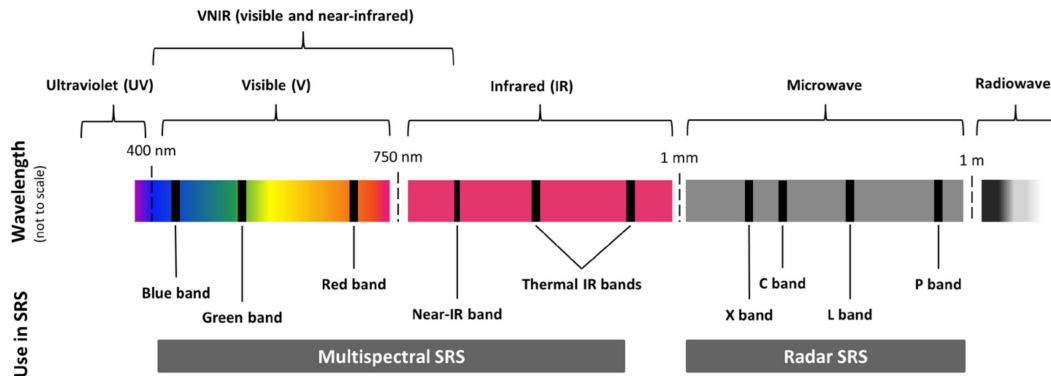 VNIR (visible and near-infrared)
Ultraviolet (UV)
Visible (V)
Infrared (IR)
Microwave
Radiowave
Wavelength
(not to scale)
400 nm
750 nm
1 mm
1 m
Blue band
Green band
Red band
Near-IR band
Thermal IR bands
X band
C band
L band
P band
Use in SRS
Multispectral SRS
Radar SRS